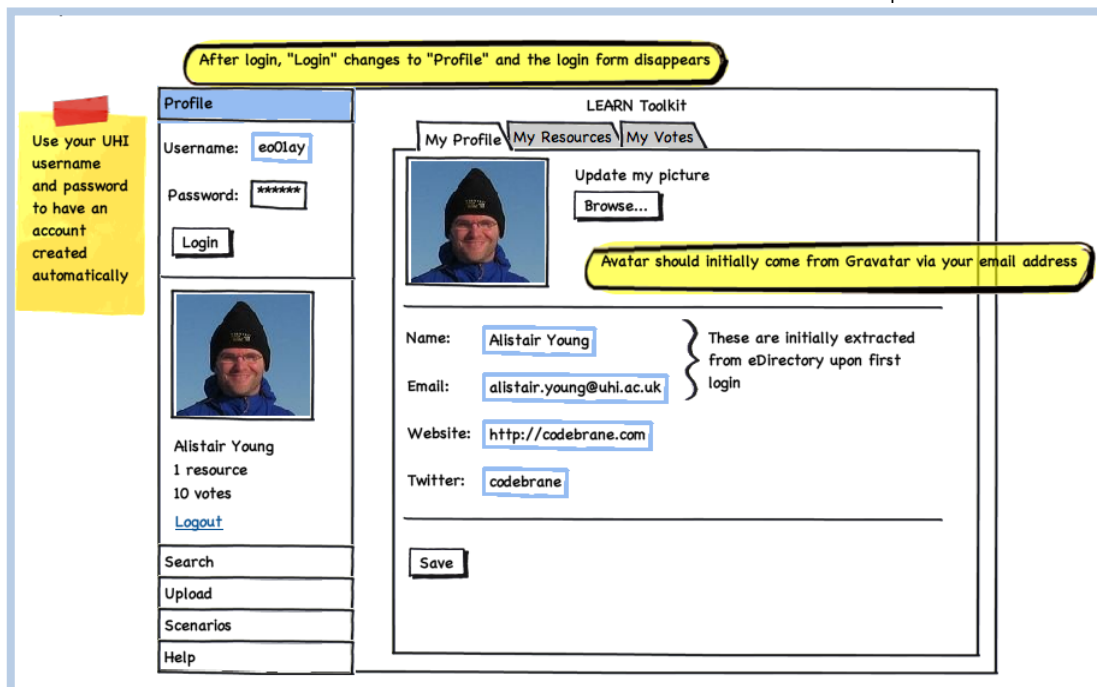 After login, "Login" changes to "Profile" and the login form disappears
Use your UHI
username
and password
to have an
account
created
automatically
Profile
Username: eo01ay
Password: ******
Login
Alistair Young
1 resource
10 votes
Logout
Search
Upload
Scenarios
Help
LEARN Toolkit
My Profile My Resources My Votes
Update my picture
Browse...
Avatar should initially come from Gravatar via your email address
Name: Alistair Young
Email: alistair.young@uhi.ac.uk
Website: http://codebrane.com
Twitter: codebrane
These are initially extracted
from eDirectory upon first
login
Save